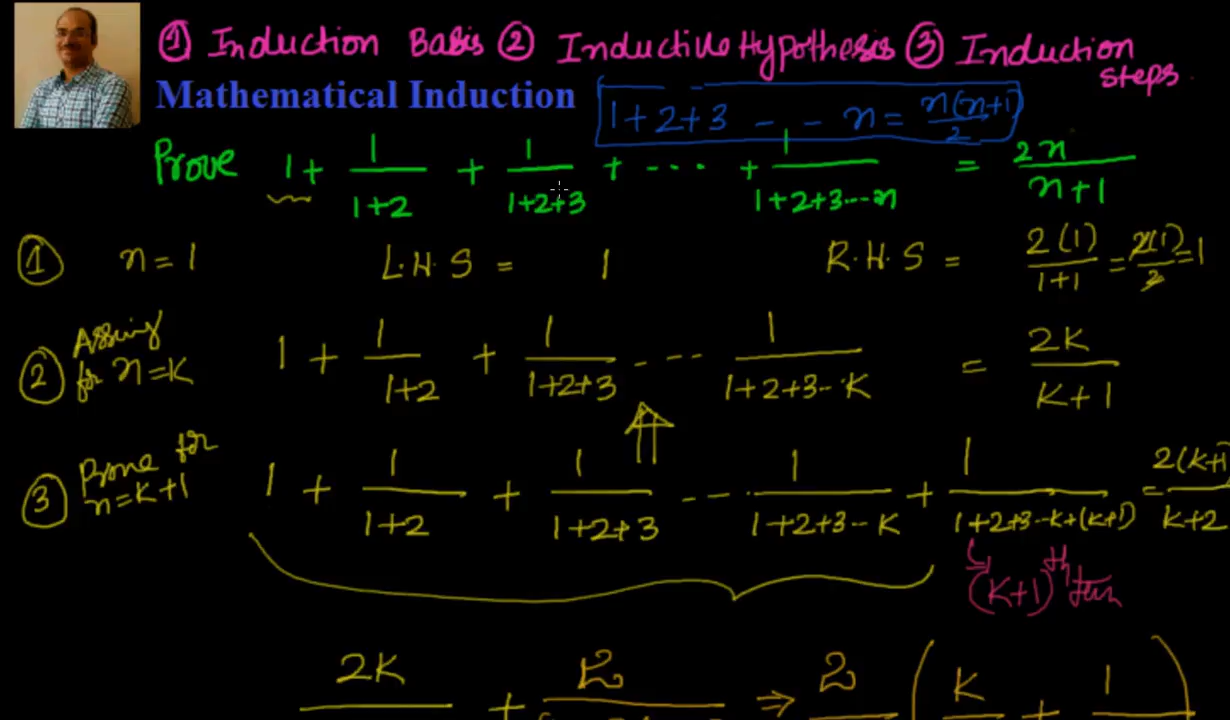 ① Induction Basis ② Inductive Hypothesis ③ Induction steps
Mathematical Induction 1+2+3 - - - n = n(n+1)/2
Prove 1 + 1/(1+2) + 1/(1+2+3) + ---- + 1/(1+2+3---n) = 2n/(n+1)
① n = 1 L.H.S = 1 R.H.S = 2(1)/(1+1) = 2(1)/2 = 1
② for n = K 1 + 1/(1+2) + 1/(1+2+3) ---- 1/(1+2+3--K) = 2K/(K+1)
③ Prove for n = K+1 1 + 1/(1+2) + 1/(1+2+3) ---- 1/(1+2+3--K) + 1/(1+2+3--K+(K+1)) = 2(K+1)/(K+2)
(K+1)th
2K + 2 ⇒ 2 ( K + 1 )